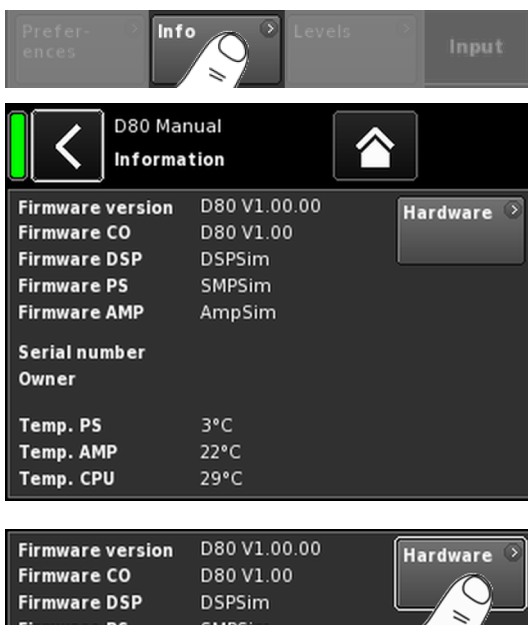 Prefer-
ences
Info
Levels
Input
D80 Manual
Information
Firmware version D80 V1.00.00
Hardware
Firmware CO D80 V1.00
Firmware DSP DSPSim
Firmware PS SMPSim
Firmware AMP AmpSim
Serial number
Owner
Temp. PS 3°C
Temp. AMP 22°C
Temp. CPU 29°C
Firmware version D80 V1.00.00
Hardware
Firmware CO D80 V1.00
Firmware DSP DSPSim